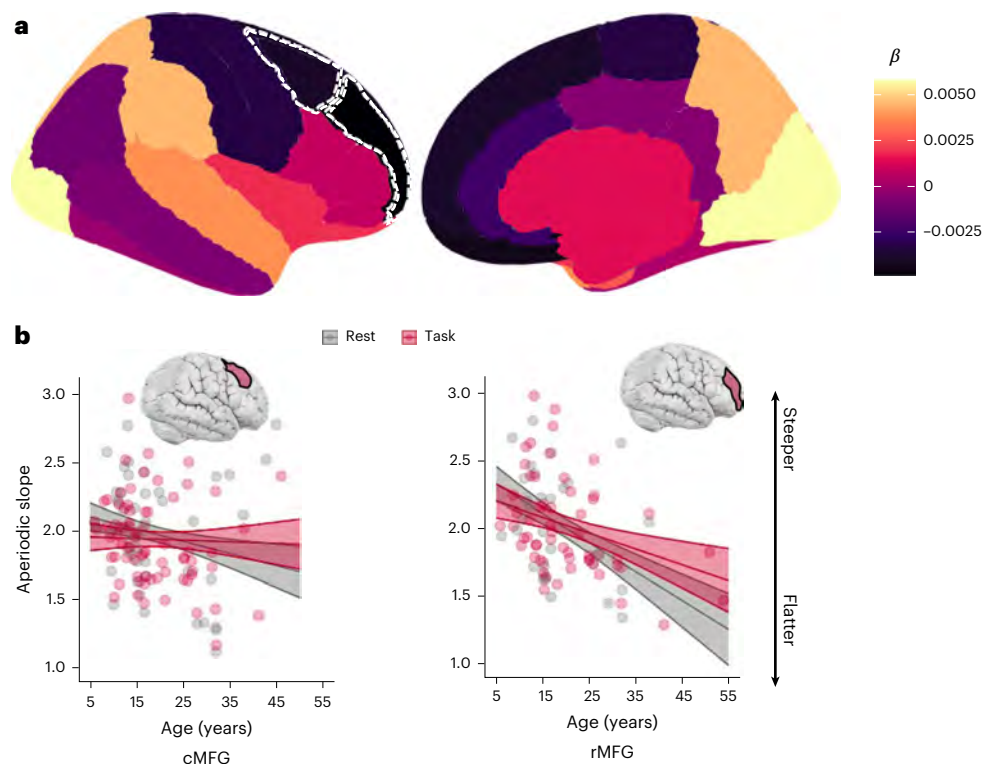 a
β
0.0050
0.0025
0
−0.0025
b
Rest
Task
3.0
2.5
2.0
1.5
1.0
Aperiodic slope
5
15
25
35
45
55
Age (years)
cMFG
3.0
2.5
2.0
1.5
1.0
5
15
25
35
45
55
Age (years)
rMFG
Steeper
Flatter